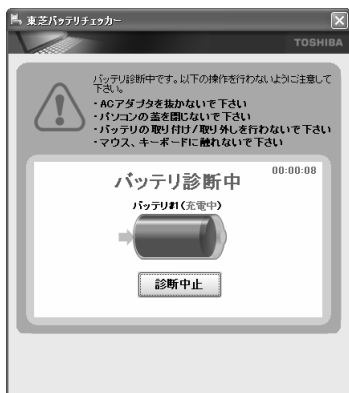 東芝バッテリチェッカー
TOSHIBA
バッテリ診断中です。以下の操作を行わないように注意して
下さい。
・ACアダプタを抜かないで下さい
・パソコンの蓋を閉じないで下さい
・バッテリの取り付け/取り外しを行わないで下さい
・マウス、キーボードに触れないで下さい
00:00:08
バッテリ診断中
バッテリ#1(充電中)
診断中止